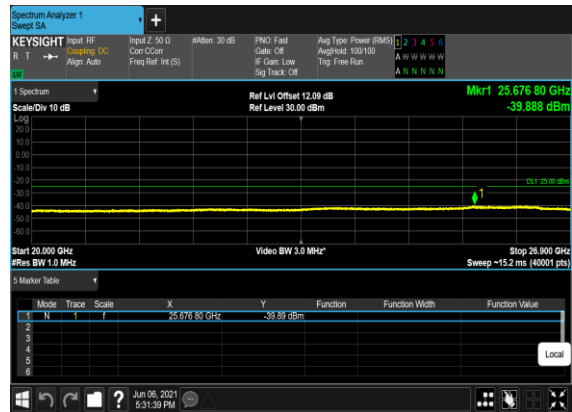 Spectrum Analyzer 1
Swept SA
+
KEYSIGHT Input: RF Input Z: 50 Ω #Atten: 30 dB PNO: Fast Avg Type: Power (RMS) 1 2 3 4 5 6
R T Coupling: DC Corr CCorr Gate: Off Avg|Hold: 100/100 A W W W W W
Align: Auto Freq Ref: Int (S) IF Gain: Low Trig: Free Run A N N N N N
Sig Track: Off
1 Spectrum Ref Lvl Offset 12.09 dB Mkr1 25.676 80 GHz
Scale/Div 10 dB Ref Level 30.00 dBm -39.888 dBm
Log
20.0
10.0
0.00
-10.0
-20.0 DL1 -25.00 dBm
-30.0 1
-40.0
-50.0
-60.0
Start 20.000 GHz Video BW 3.0 MHz* Stop 26.900 GHz
#Res BW 1.0 MHz Sweep ~15.2 ms (40001 pts)
5 Marker Table
Mode Trace Scale X Y Function Function Width Function Value
1 N 1 f 25.676 80 GHz -39.89 dBm
2
3
4
5
6
Local
? Jun 06, 2021
5:31:39 PM